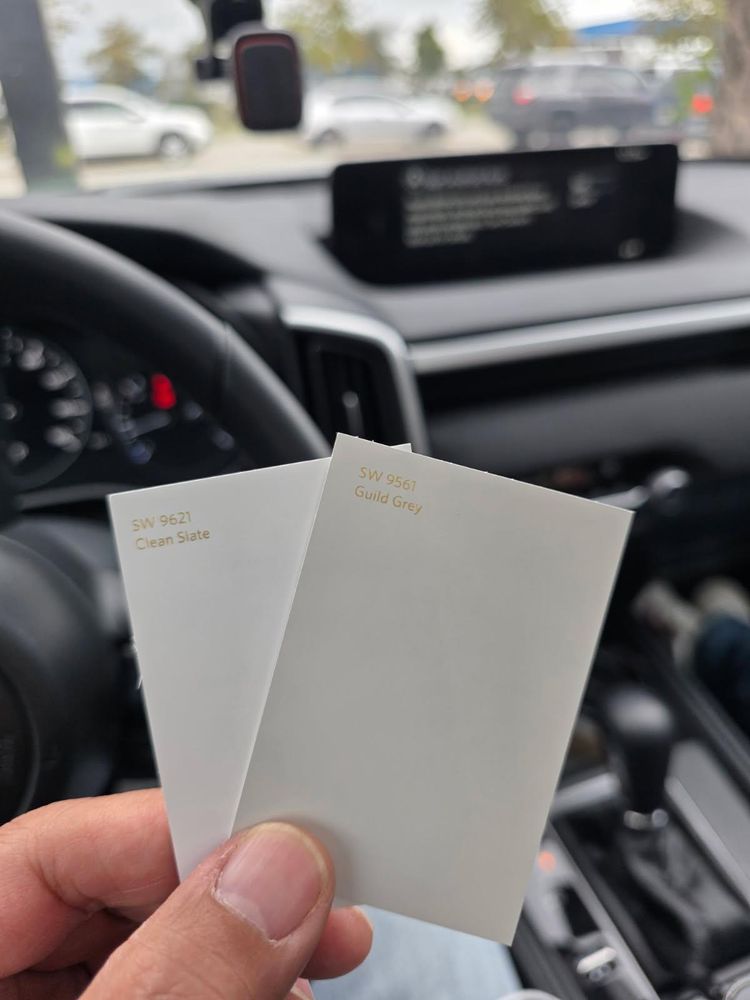 SW 9621
Clean Slate
SW 9561
Guild Grey